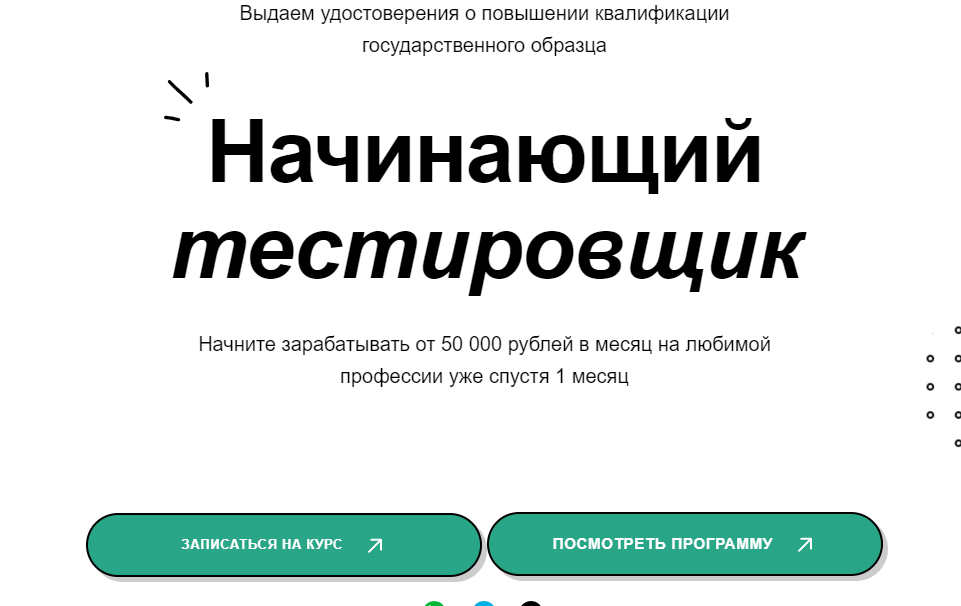 Выдаем удостоверения о повышении квалификации
государственного образца
Начинающий
тестировщик
Начните зарабатывать от 50 000 рублей в месяц на любимой
профессии уже спустя 1 месяц
ЗАПИСАТЬСЯ НА КУРС
ПОСМОТРЕТЬ ПРОГРАММУ